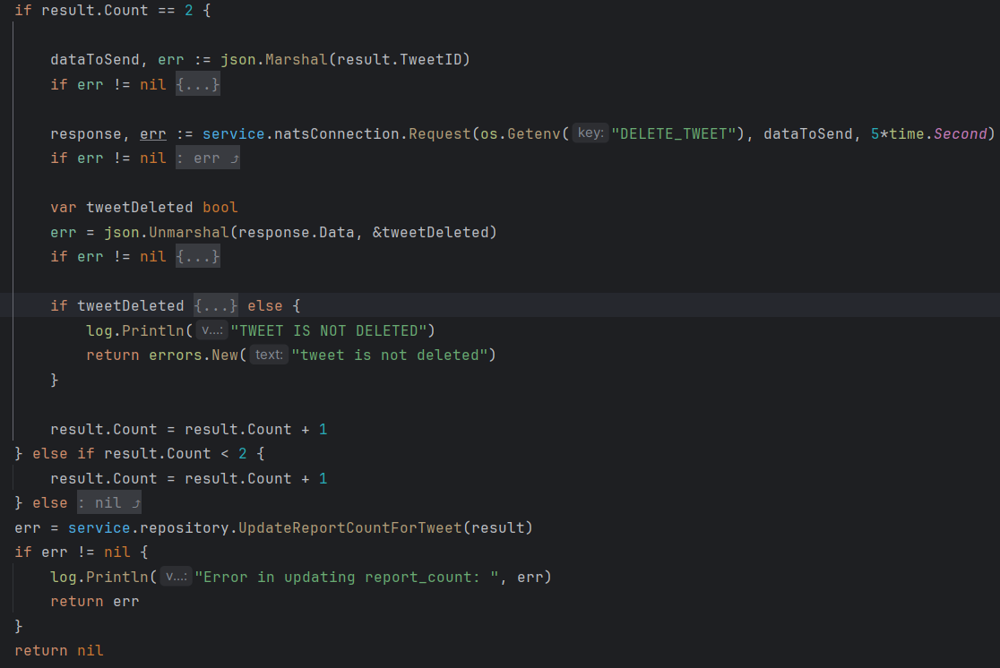 if result.Count == 2 {
dataToSend, err := json.Marshal(result.TweetID)
if err != nil {...}
response, err := service.natsConnection.Request(os.Getenv( key: "DELETE_TWEET"), dataToSend, 5*time.Second)
if err != nil : err ⤴
var tweetDeleted bool
err = json.Unmarshal(response.Data, &tweetDeleted)
if err != nil {...}
if tweetDeleted {...} else {
log.Println( v...: "TWEET IS NOT DELETED")
return errors.New( text: "tweet is not deleted")
}
result.Count = result.Count + 1
} else if result.Count < 2 {
result.Count = result.Count + 1
} else : nil ⤴
err = service.repository.UpdateReportCountForTweet(result)
if err != nil {
log.Println( v...: "Error in updating report_count: ", err)
return err
}
return nil